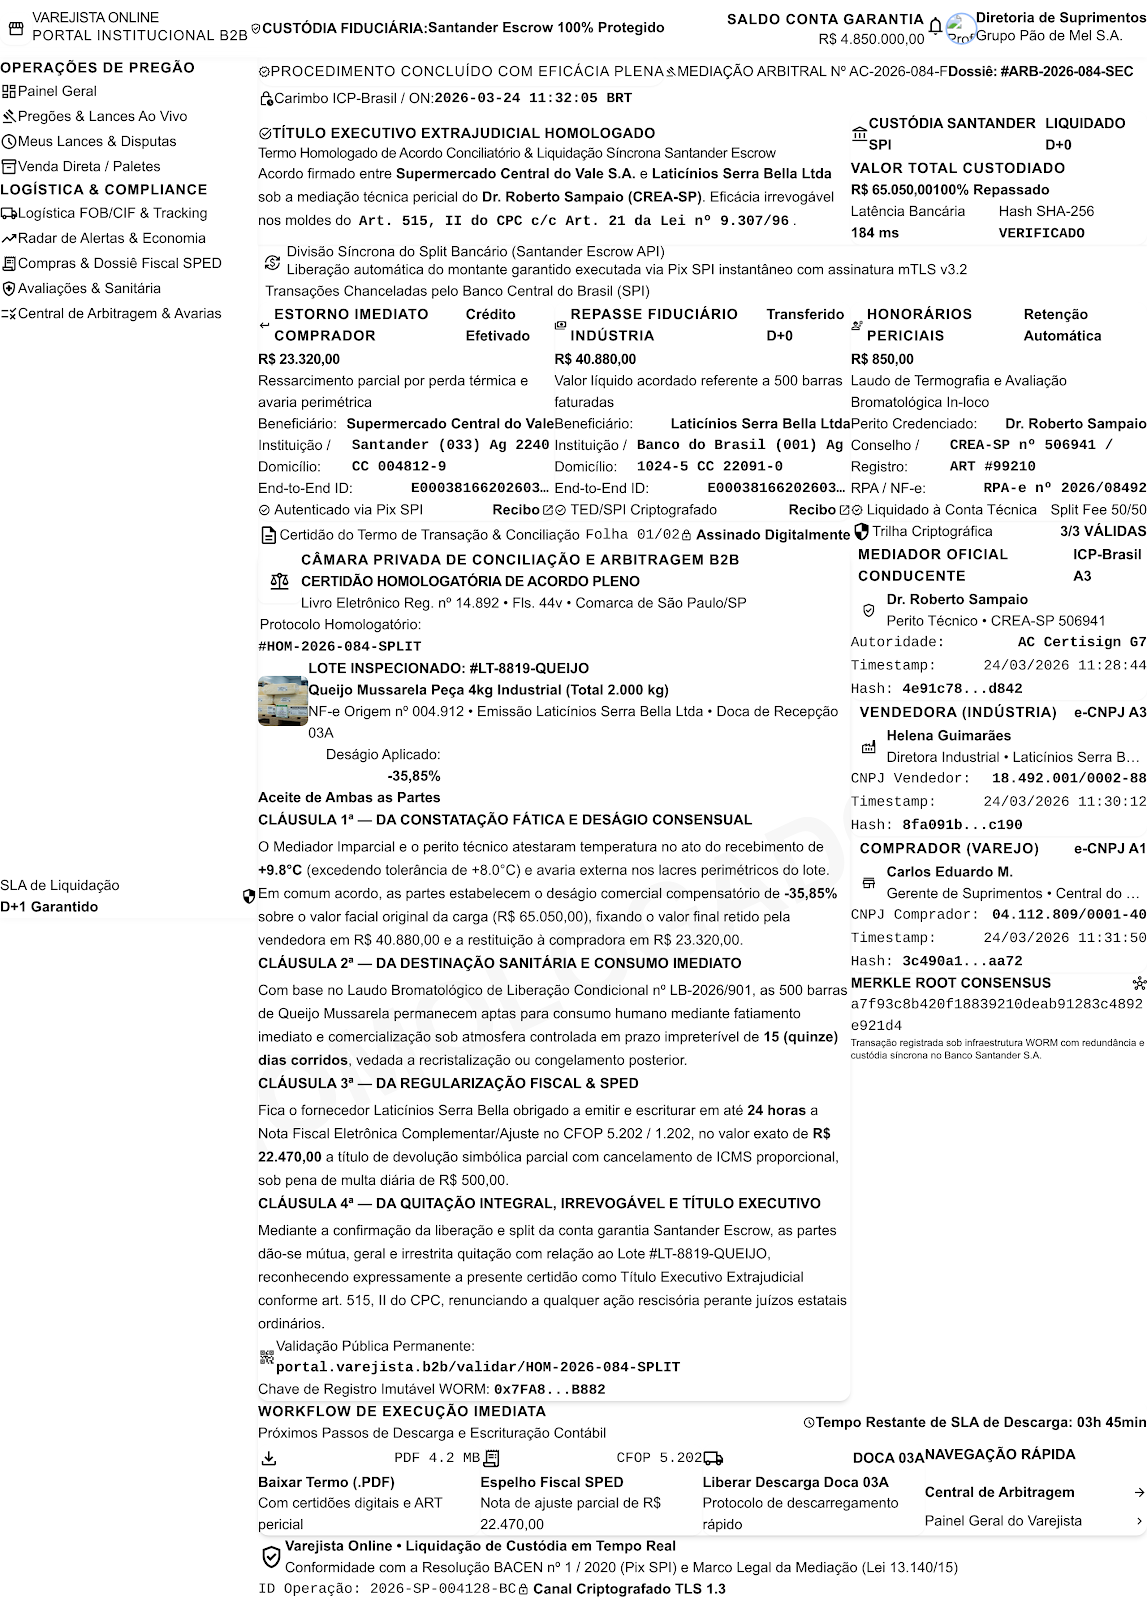 VAREJISTA ONLINE
PORTAL INSTITUCIONAL B2B
CUSTÓDIA FIDUCIÁRIA:Santander Escrow 100% Protegido
SALDO CONTA GARANTIA
R$ 4.850.000,00
Diretoria de Suprimentos
Grupo Pão de Mel S.A.
OPERAÇÕES DE PREGÃO
Painel Geral
Pregões & Lances Ao Vivo
Meus Lances & Disputas
Venda Direta / Paletes
LOGÍSTICA & COMPLIANCE
Logística FOB/CIF & Tracking
Radar de Alertas & Economia
Compras & Dossiê Fiscal SPED
Avaliações & Sanitária
Central de Arbitragem & Avarias
SLA de Liquidação
D+1 Garantido
PROCEDIMENTO CONCLUÍDO COM EFICÁCIA PLENA
MEDIAÇÃO ARBITRAL Nº AC-2026-084-F
Dossiê: #ARB-2026-084-SEC
Carimbo ICP-Brasil / ON:2026-03-24 11:32:05 BRT
TÍTULO EXECUTIVO EXTRAJUDICIAL HOMOLOGADO
Termo Homologado de Acordo Conciliatório & Liquidação Síncrona Santander Escrow
Acordo firmado entre Supermercado Central do Vale S.A. e Laticínios Serra Bella Ltda
sob a mediação técnica pericial do Dr. Roberto Sampaio (CREA-SP). Eficácia irrevogável
nos moldes do Art. 515, II do CPC c/c Art. 21 da Lei nº 9.307/96 .
CUSTÓDIA SANTANDER SPI
LIQUIDADO D+0
VALOR TOTAL CUSTODIADO
R$ 65.050,00100% Repassado
Latência Bancária
184 ms
Hash SHA-256
VERIFICADO
Divisão Síncrona do Split Bancário (Santander Escrow API)
Liberação automática do montante garantido executada via Pix SPI instantâneo com assinatura mTLS v3.2
Transações Chanceladas pelo Banco Central do Brasil (SPI)
ESTORNO IMEDIATO COMPRADOR
Crédito Efetivado
R$ 23.320,00
Ressarcimento parcial por perda térmica e
avaria perimétrica
Beneficiário: Supermercado Central do Vale
Instituição / Domicílio: Santander (033) Ag 2240 CC 004812-9
End-to-End ID: E00038166202603…
Autenticado via Pix SPI Recibo
REPASSE FIDUCIÁRIO INDÚSTRIA
Transferido D+0
R$ 40.880,00
Valor líquido acordado referente a 500 barras
faturadas
Beneficiário: Laticínios Serra Bella Ltda
Instituição / Domicílio: Banco do Brasil (001) Ag 1024-5 CC 22091-0
End-to-End ID: E00038166202603…
TED/SPI Criptografado Recibo
HONORÁRIOS PERICIAIS
Retenção Automática
R$ 850,00
Laudo de Termografia e Avaliação
Bromatológica In-loco
Perito Credenciado: Dr. Roberto Sampaio
Conselho / Registro: CREA-SP nº 506941 / ART #99210
RPA / NF-e: RPA-e nº 2026/08492
Liquidado à Conta Técnica Split Fee 50/50
Certidão do Termo de Transação & Conciliação Folha 01/02 Assinado Digitalmente
CÂMARA PRIVADA DE CONCILIAÇÃO E ARBITRAGEM B2B
CERTIDÃO HOMOLOGATÓRIA DE ACORDO PLENO
Livro Eletrônico Reg. nº 14.892 • Fls. 44v • Comarca de São Paulo/SP
Protocolo Homologatório:
#HOM-2026-084-SPLIT
LOTE INSPECIONADO: #LT-8819-QUEIJO
Queijo Mussarela Peça 4kg Industrial (Total 2.000 kg)
NF-e Origem nº 004.912 • Emissão Laticínios Serra Bella Ltda • Doca de Recepção
03A
Deságio Aplicado:
-35,85%
Aceite de Ambas as Partes
CLÁUSULA 1ª — DA CONSTATAÇÃO FÁTICA E DESÁGIO CONSENSUAL
O Mediador Imparcial e o perito técnico atestaram temperatura no ato do recebimento de
+9.8°C (excedendo tolerância de +8.0°C) e avaria externa nos lacres perímetros do lote.
Em comum acordo, as partes estabelecem o deságio comercial compensatório de -35,85%
sobre o valor facial original da carga (R$ 65.050,00), fixando o valor final retido pela
vendedora em R$ 40.880,00 e a restituição à compradora em R$ 23.320,00.
CLÁUSULA 2ª — DA DESTINAÇÃO SANITÁRIA E CONSUMO IMEDIATO
Com base no Laudo Bromatológico de Liberação Condicional nº LB-2026/901, as 500 barras
de Queijo Mussarela permanecem aptas para consumo humano mediante fatiamento
imediato e comercialização sob atmosfera controlada em prazo impreterível de 15 (quinze)
dias corridos, vedada a recristalização ou congelamento posterior.
CLÁUSULA 3ª — DA REGULARIZAÇÃO FISCAL & SPED
Fica o fornecedor Laticínios Serra Bella obrigado a emitir e escriturar em até 24 horas a
Nota Fiscal Eletrônica Complementar/Ajuste no CFOP 5.202 / 1.202, no valor exato de R$
22.470,00 a título de devolução simbólica parcial com cancelamento de ICMS proporcional,
sob pena de multa diária de R$ 500,00.
CLÁUSULA 4ª — DA QUITAÇÃO INTEGRAL, IRREVOGÁVEL E TÍTULO EXECUTIVO
Mediante a confirmação da liberação e split da conta garantia Santander Escrow, as partes
dão-se mútua, geral e irrestrita quitação com relação ao Lote #LT-8819-QUEIJO,
reconhecendo expressamente a presente certidão como Título Executivo Extrajudicial
conforme art. 515, II do CPC, renunciando a qualquer ação rescisória perante juízos estatais
ordinários.
Validação Pública Permanente:
portal.varejista.b2b/validar/HOM-2026-084-SPLIT
Chave de Registro Imutável WORM: 0x7FA8...B882
Trilha Criptográfica 3/3 VÁLIDAS
MEDIADOR OFICIAL CONDUCENTE
ICP-Brasil A3
Dr. Roberto Sampaio
Perito Técnico • CREA-SP 506941
Autoridade: AC Certisign G7
Timestamp: 24/03/2026 11:28:44
Hash: 4e91c78...d842
VENDEDORA (INDÚSTRIA) e-CNPJ A3
Helena Guimarães
Diretora Industrial • Laticínios Serra B…
CNPJ Vendedor: 18.492.001/0002-88
Timestamp: 24/03/2026 11:30:12
Hash: 8fa091b...c190
COMPRADOR (VAREJO) e-CNPJ A1
Carlos Eduardo M.
Gerente de Suprimentos • Central do …
CNPJ Comprador: 04.112.809/0001-40
Timestamp: 24/03/2026 11:31:50
Hash: 3c490a1...aa72
MERKLE ROOT CONSENSUS
a7f93c8b420f18839210deab91283c4892
e921d4
Transação registrada sob infraestrutura WORM com redundância e
custódia síncrona no Banco Santander S.A.
WORKFLOW DE EXECUÇÃO IMEDIATA
Próximos Passos de Descarga e Escrituração Contábil
Tempo Restante de SLA de Descarga: 03h 45min
PDF 4.2 MB
Baixar Termo (.PDF)
Com certidões digitais e ART
pericial
CFOP 5.202
Espelho Fiscal SPED
Nota de ajuste parcial de R$
22.470,00
DOCA 03A
Liberar Descarga Doca 03A
Protocolo de descarregamento
rápido
NAVEGAÇÃO RÁPIDA
Central de Arbitragem
Painel Geral do Varejista
Varejista Online • Liquidação de Custódia em Tempo Real
Conformidade com a Resolução BACEN nº 1 / 2020 (Pix SPI) e Marco Legal da Mediação (Lei 13.140/15)
ID Operação: 2026-SP-004128-BC Canal Criptografado TLS 1.3